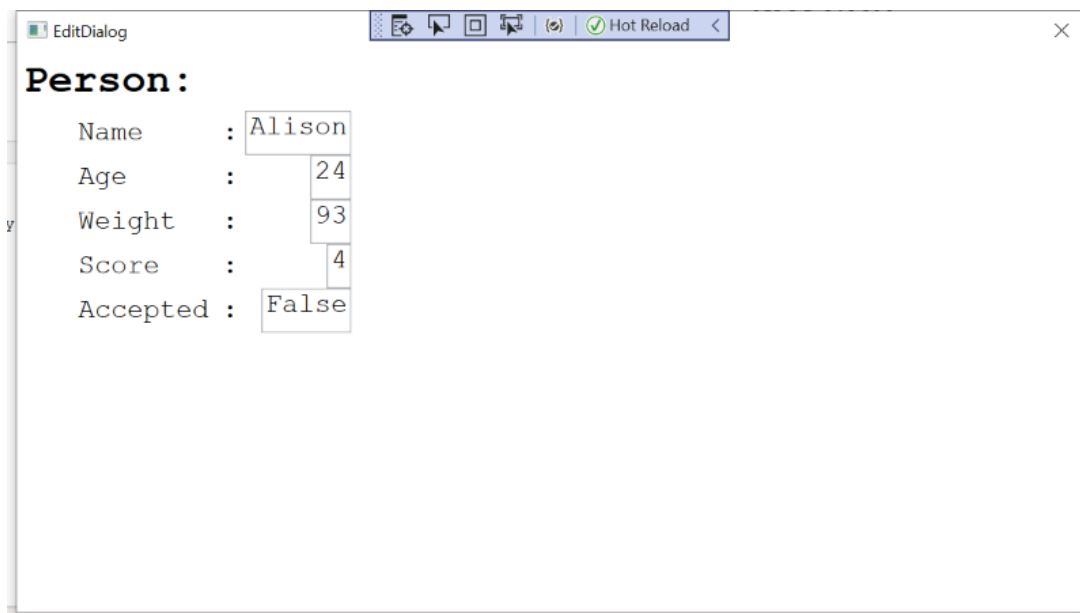 EditDialog
Hot Reload
Person:
Name : Alison
Age : 24
Weight : 93
Score : 4
Accepted : False
y